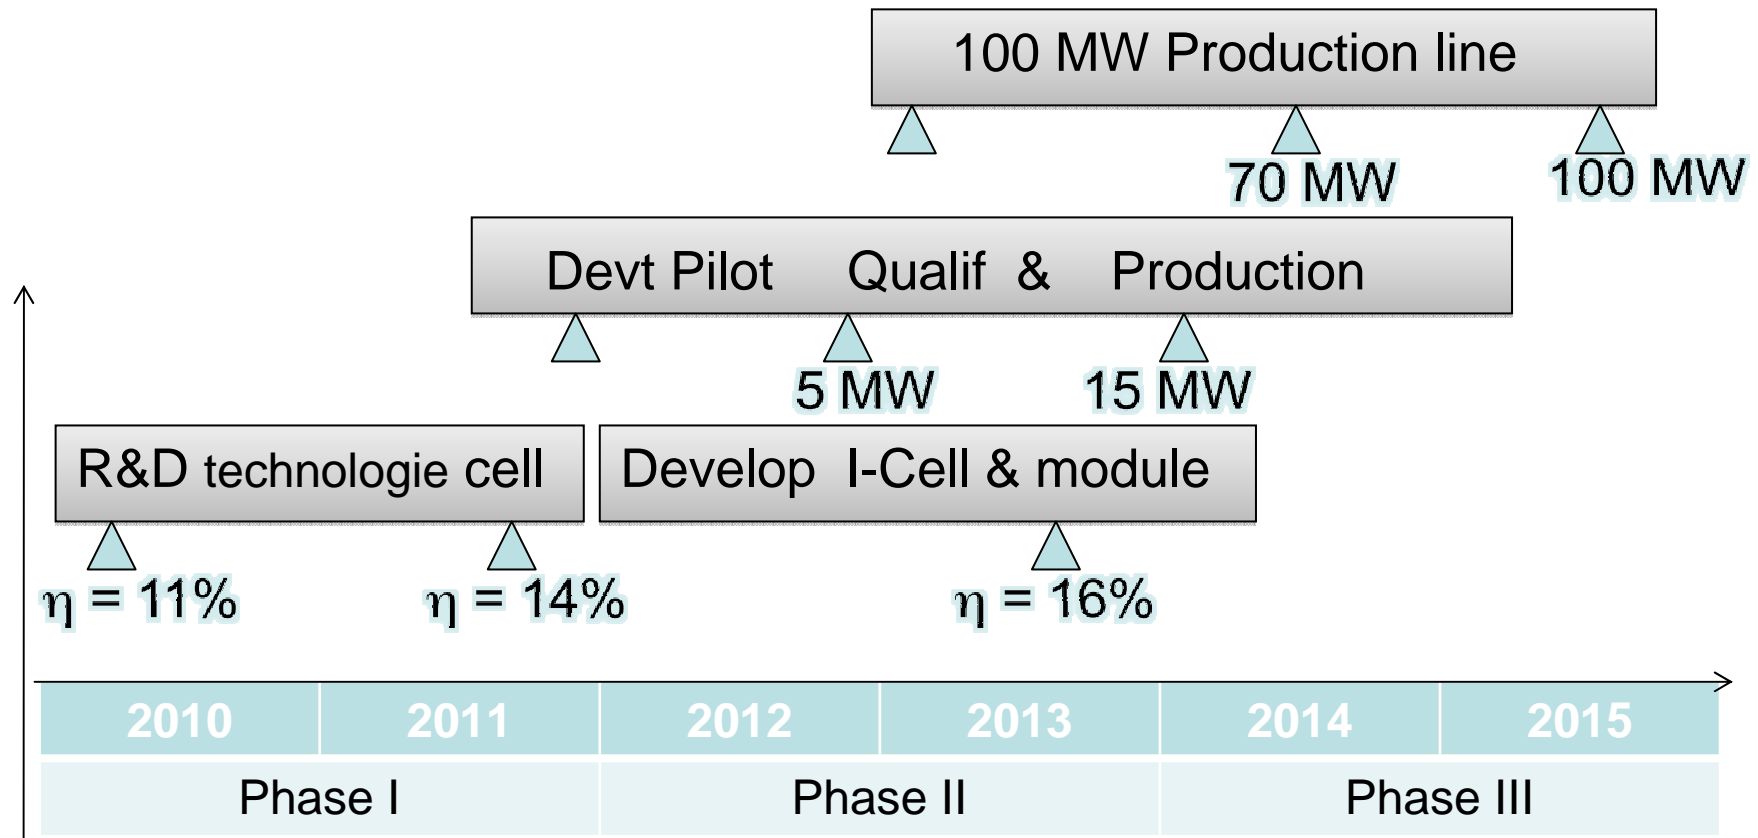 100 MW Production line
70 MW
100 MW
Devt Pilot Qualif & Production
5 MW
15 MW
R&D technologie cell
Develop I-Cell & module
η = 11%
η = 14%
η = 16%
2010
2011
2012
2013
2014
2015
Phase I
Phase II
Phase III